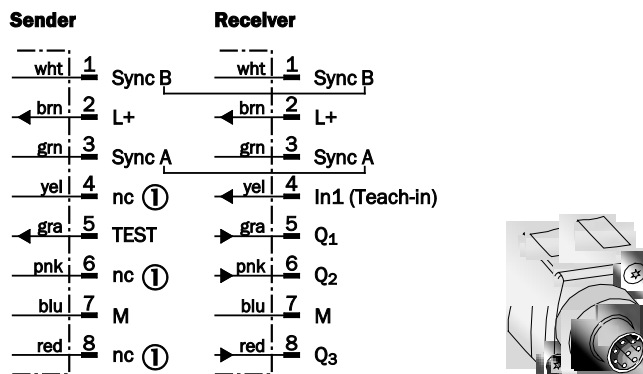 Sender Receiver
wht 1 Sync B wht 1 Sync B
brn 2 L+ brn 2 L+
grn 3 Sync A grn 3 Sync A
yel 4 nc ① yel 4 In1 (Teach-in)
gra 5 TEST gra 5 Q1
pnk 6 nc ① pnk 6 Q2
blu 7 M blu 7 M
red 8 nc ① red 8 Q3